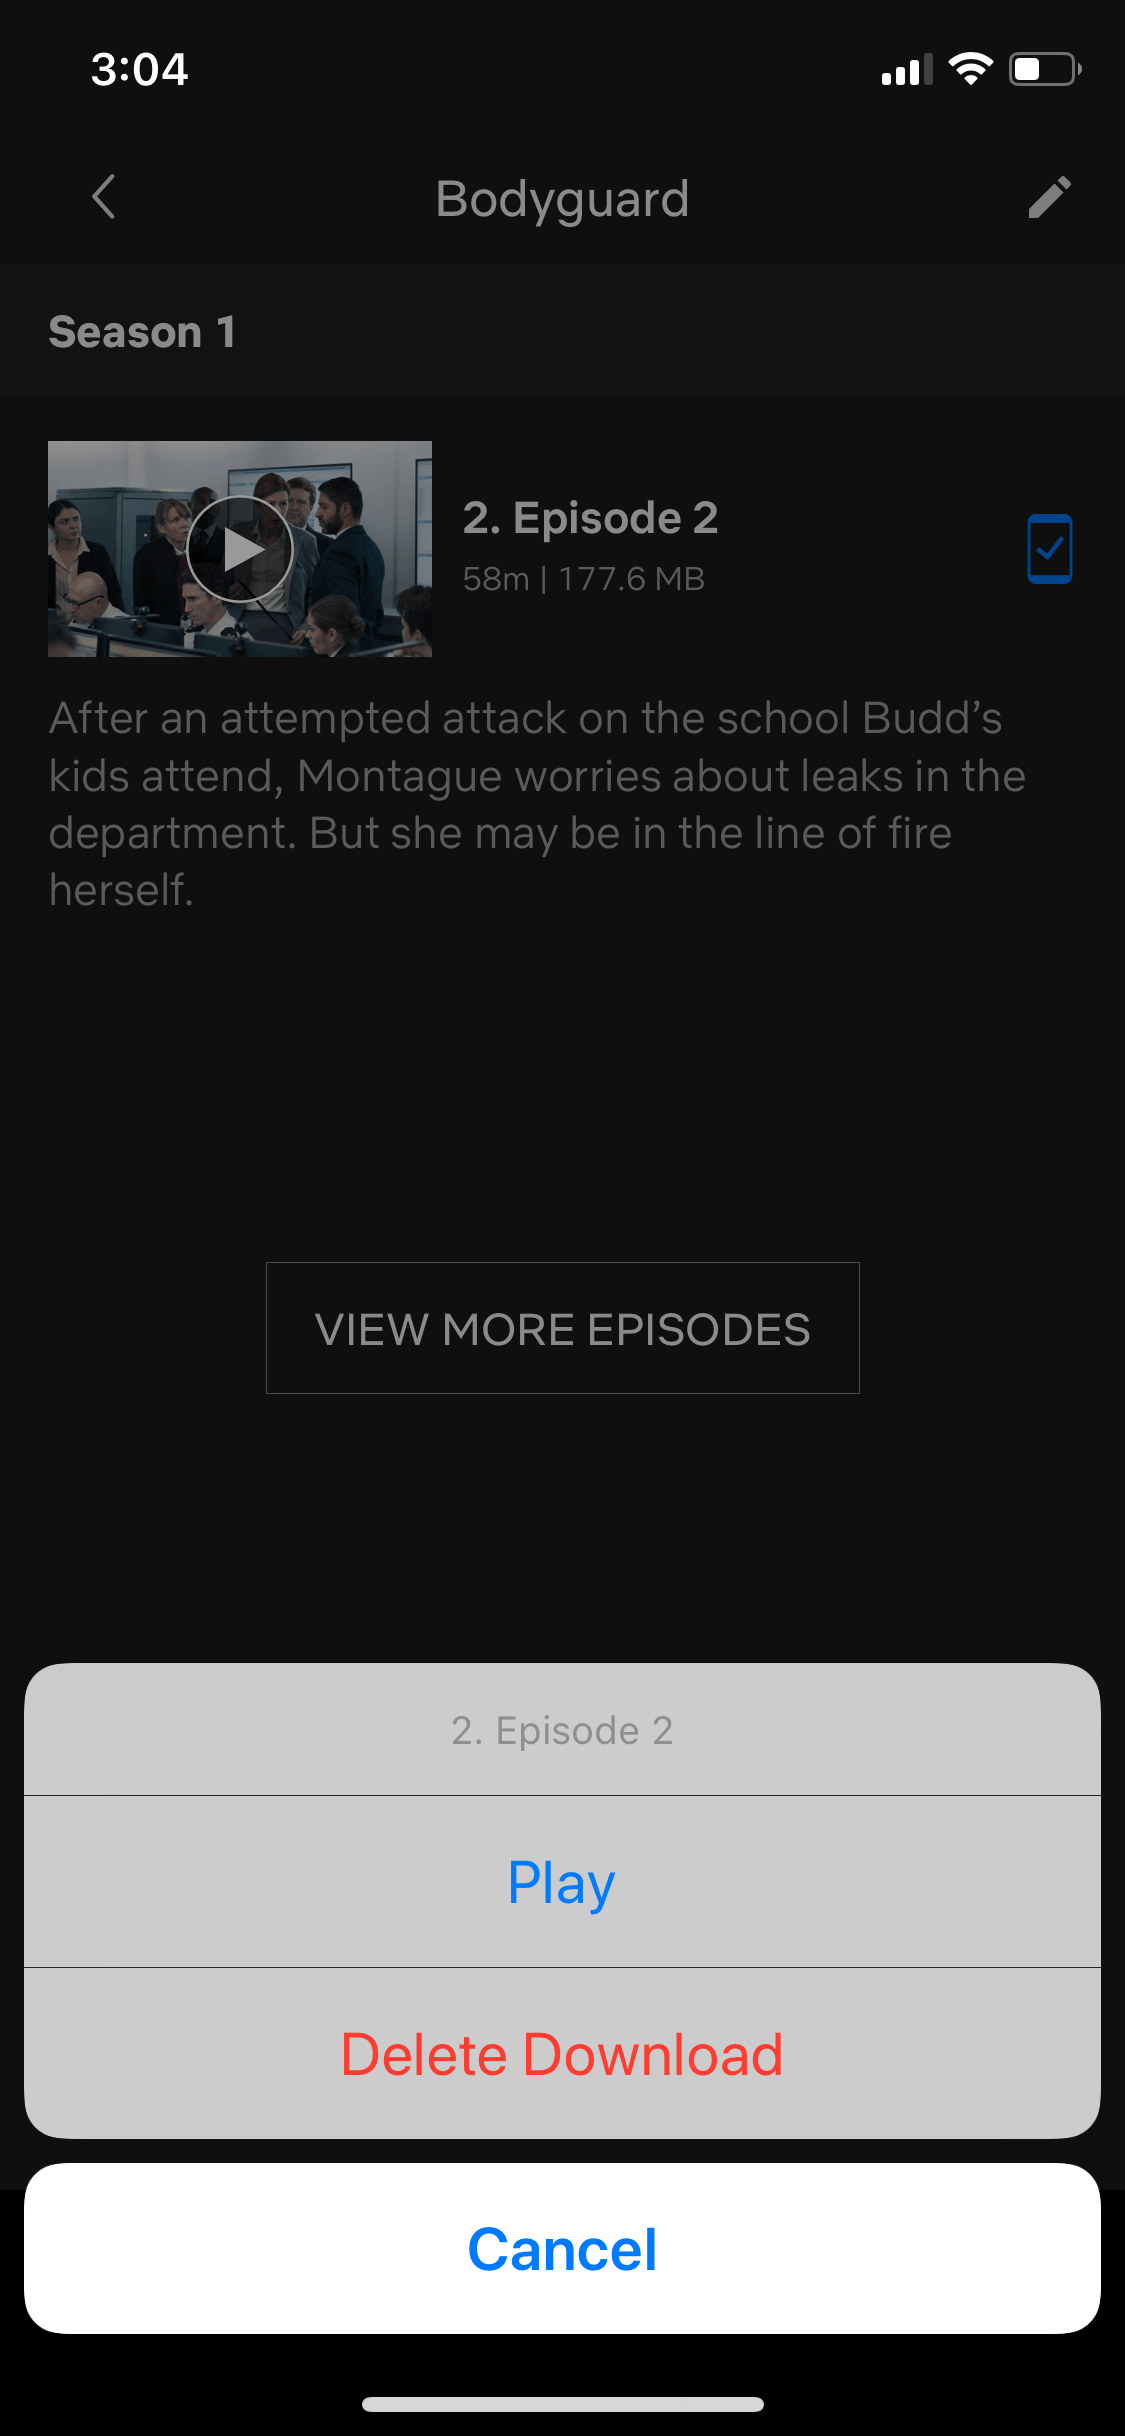 3:04
Bodyguard
Season 1
2. Episode 2
58m | 177.6 MB
After an attempted attack on the school Budd’s
kids attend, Montague worries about leaks in the
department. But she may be in the line of fire
herself.
VIEW MORE EPISODES
2. Episode 2
Play
Delete Download
Cancel